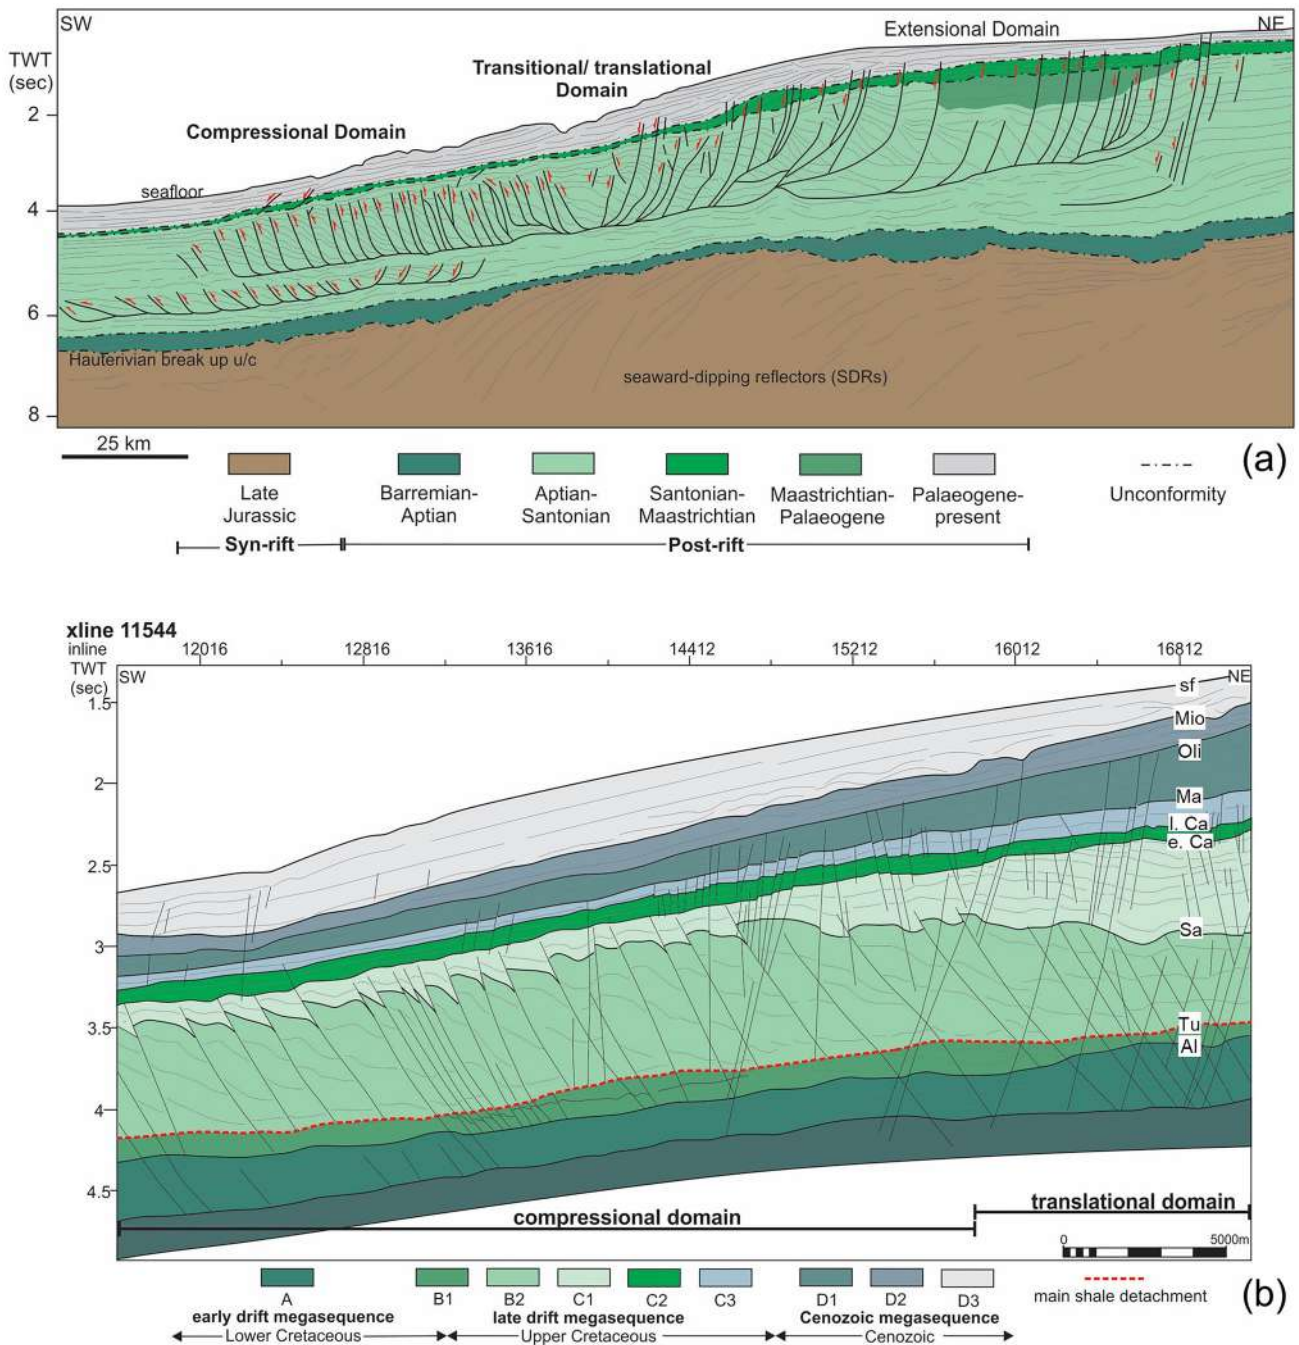 SW
NE
TWT
(sec)
Extensional Domain
Transitional/ translational
Domain
Compressional Domain
2
seafloor
4
6
Hauterivian break up u/c
seaward-dipping reflectors (SDRs)
8
25 km
(a)
Late
Jurassic
Barremian-
Aptian
Aptian-
Santonian
Santonian-
Maastrichtian
Maastrichtian-
Palaeogene
Palaeogene-
present
Unconformity
Syn-rift
Post-rift
xline 11544
inline
12016
12816
13616
14412
15212
16012
16812
TWT
(sec)
SW
NE
sf
1.5
Mio
Oli
2
Ma
l. Ca
e. Ca
2.5
Sa
3
3.5
Tu
Al
4
4.5
compressional domain
translational domain
0
5000m
A
B1
B2
C1
C2
C3
D1
D2
D3
main shale detachment
(b)
early drift megasequence
late drift megasequence
Cenozoic megasequence
Lower Cretaceous
Upper Cretaceous
Cenozoic